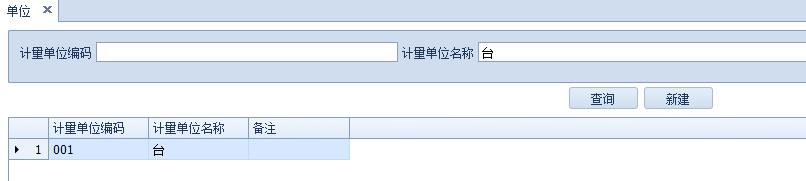 单位
计量单位编码 计量单位名称 台
查询 新建
计量单位编码 计量单位名称 备注
1 001 台